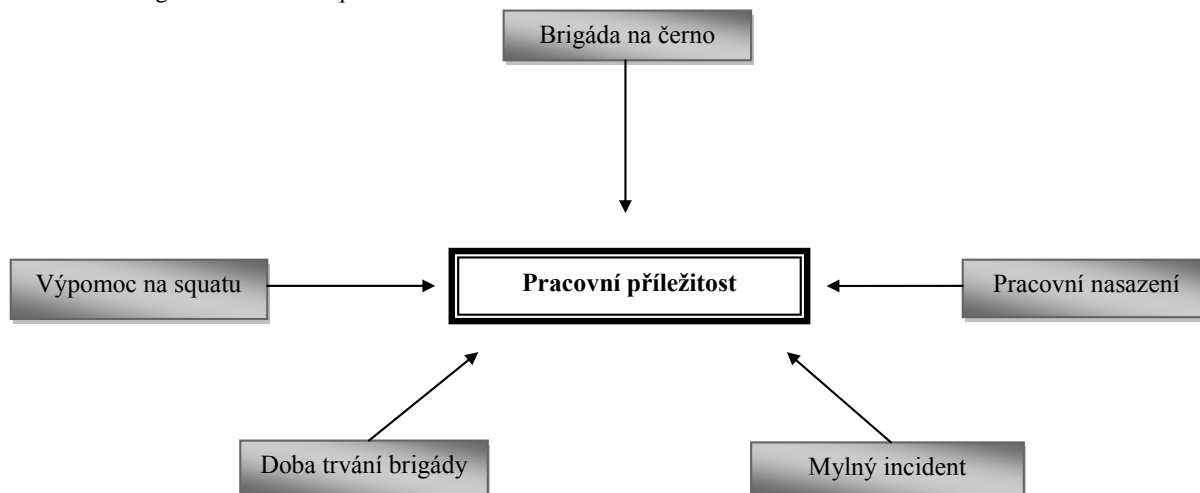 Brigáda na černo
Výpomoc na squatu
Pracovní příležitost
Pracovní nasazení
Doba trvání brigády
Mylný incident